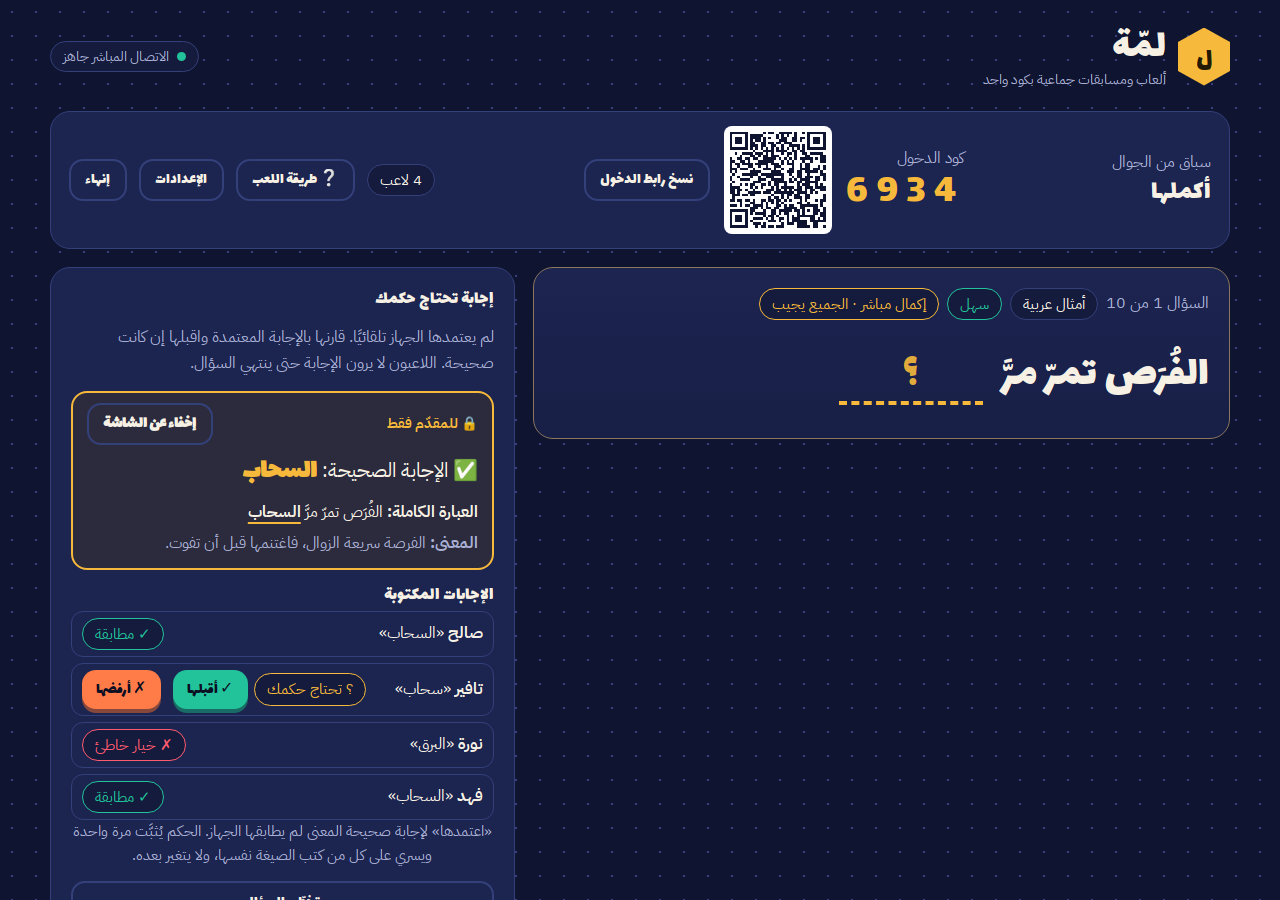 ل
لمّة
ألعاب ومسابقات جماعية بكود واحد
الاتصال المباشر جاهز
سباق من الجوال
أكملها
كود الدخول
6934
نسخ رابط الدخول
4 لاعب
❔ طريقة اللعب
الإعدادات
إنهاء
السؤال 1 من 10
أمثال عربية
سهل
إكمال مباشر · الجميع يجيب
الفُرَص تمرّ مرَّ ؟
إجابة تحتاج حكمك
لم يعتمدها الجهاز تلقائيًا. قارنها بالإجابة المعتمدة واقبلها إن كانت
صحيحة. اللاعبون لا يرون الإجابة حتى ينتهي السؤال.
🔒 للمقدّم فقط
إخفاء عن الشاشة
✅ الإجابة الصحيحة: السحاب
العبارة الكاملة: الفُرَص تمرّ مرَّ السحاب
المعنى: الفرصة سريعة الزوال، فاغتنمها قبل أن تفوت.
الإجابات المكتوبة
صالح «السحاب»
✓ مطابقة
تافير «سحاب»
؟ تحتاج حكمك
✓ أقبلها
✗ أرفضها
نورة «البرق»
✗ خيار خاطئ
فهد «السحاب»
✓ مطابقة
«اعتمدها» لإجابة صحيحة المعنى لم يطابقها الجهاز. الحكم يُثبَّت مرة واحدة
ويسري على كل من كتب الصيغة نفسها، ولا يتغير بعده.